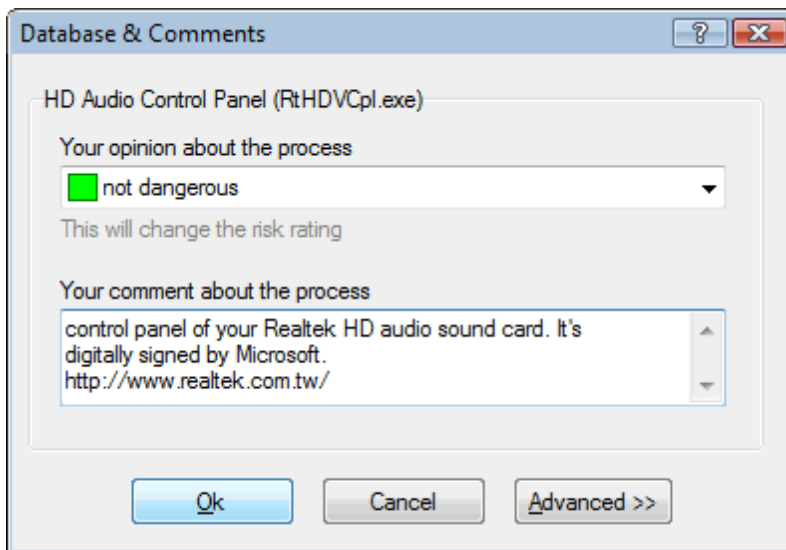 Database & Comments
HD Audio Control Panel (RtHDVCpl.exe)
Your opinion about the process
not dangerous
This will change the risk rating
Your comment about the process
control panel of your Realtek HD audio sound card. It's
digitally signed by Microsoft.
http://www.realtek.com.tw/
Ok
Cancel
Advanced >>